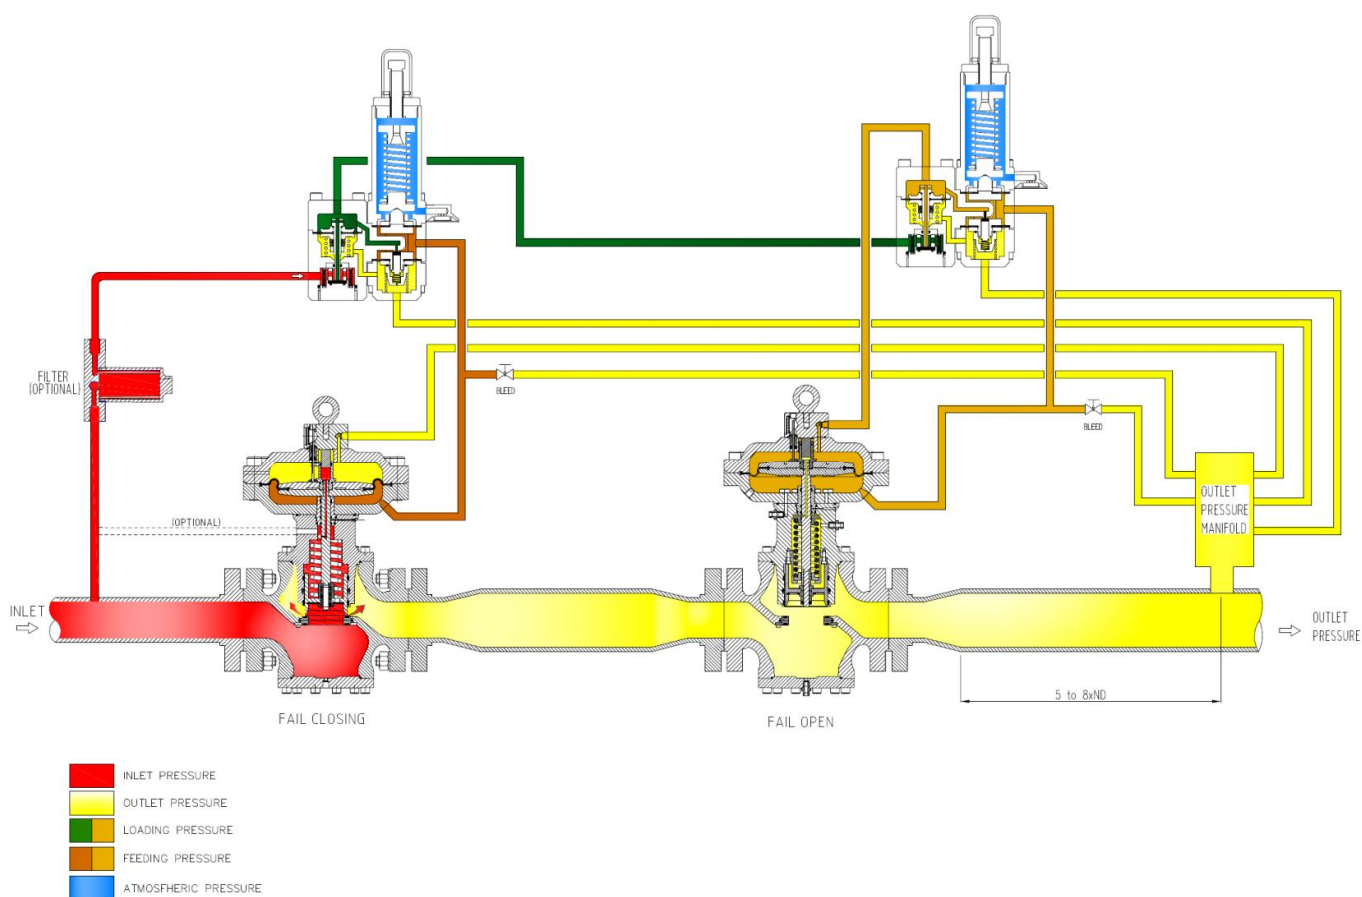 FILTER
(OPTIONAL)
BLEED
BLEED
OUTLET
PRESSURE
MANIFOLD
(OPTIONAL)
INLET
OUTLET
PRESSURE
5 to 8xND
FAIL CLOSING
FAIL OPEN
INLET PRESSURE
OUTLET PRESSURE
LOADING PRESSURE
FEEDING PRESSURE
ATMOSFHERIC PRESSURE